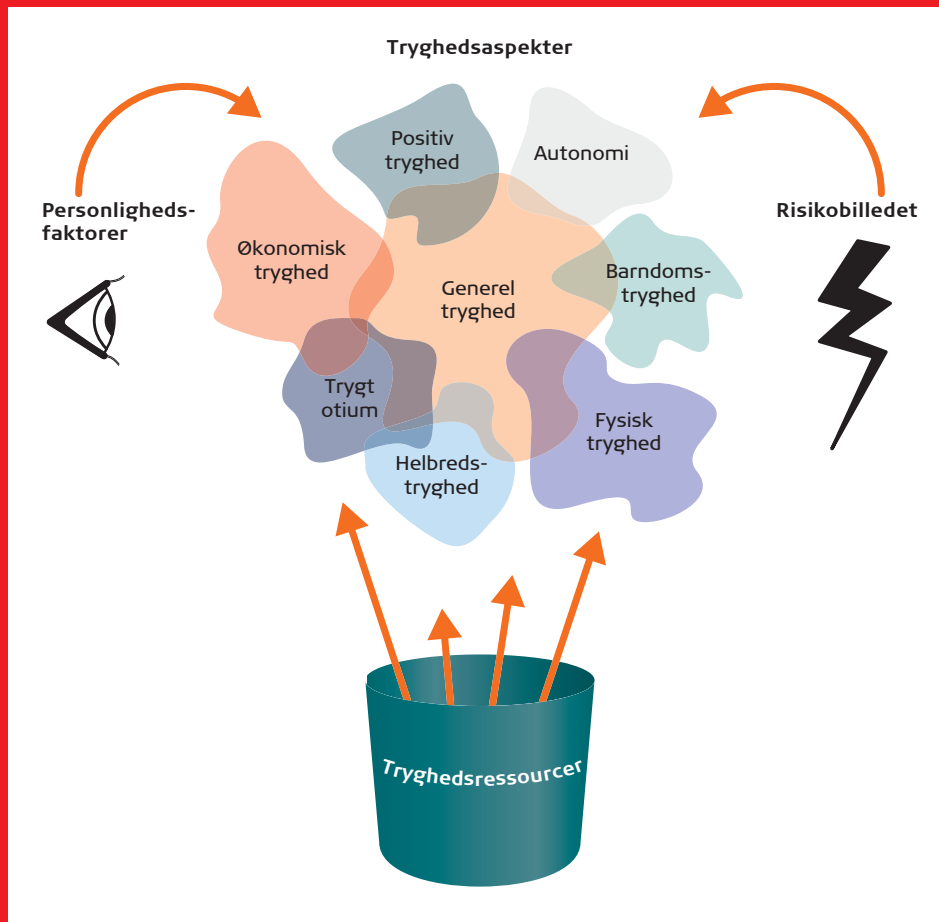 Tryghedsaspekter
Positiv
tryghed
Autonomi
Personligheds-
faktorer
Risikobilledet
Økonomisk
tryghed
Generel
tryghed
Barndoms-
tryghed
Trygt
otium
Fysisk
tryghed
Helbreds-
tryghed
Tryghedsressourcer